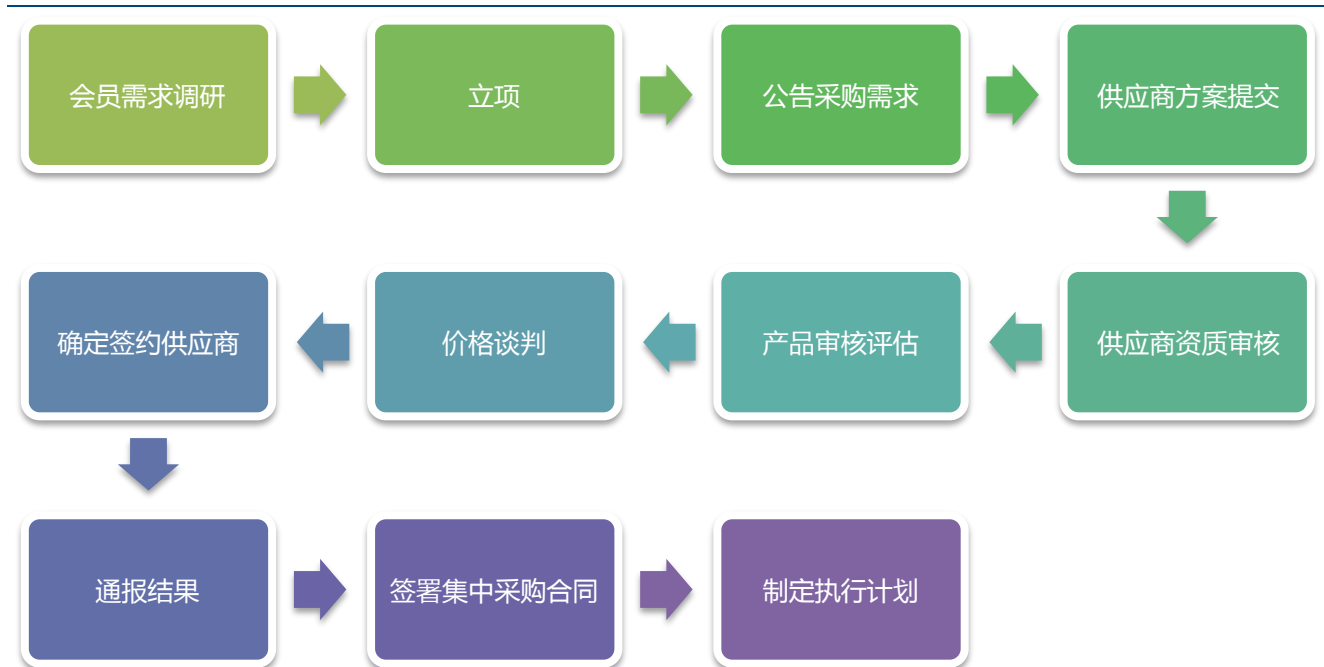 会员需求调研
立项
公告采购需求
供应商方案提交
供应商资质审核
产品审核评估
价格谈判
确定签约供应商
通报结果
签署集中采购合同
制定执行计划